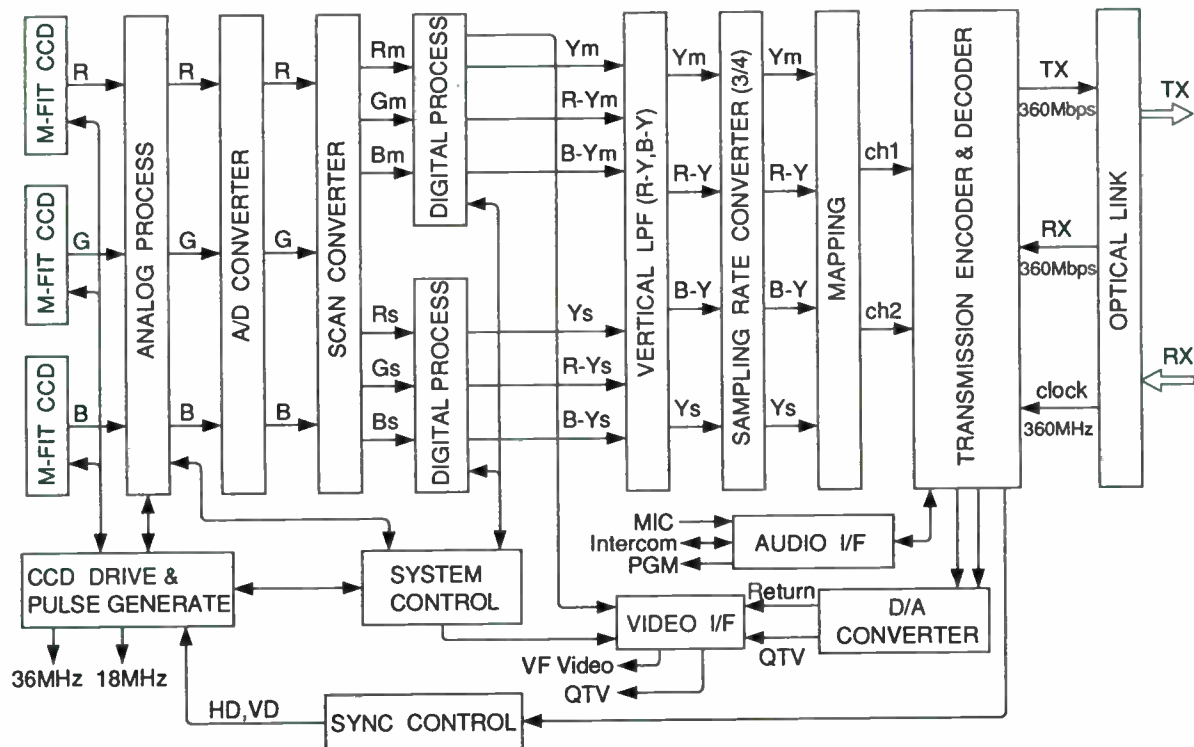 M-FIT CCD
M-FIT CCD
M-FIT CCD
R
G
B
ANALOG PROCESS
R
G
B
A/D CONVERTER
R
G
B
SCAN CONVERTER
Rm
Gm
Bm
Rs
Gs
Bs
DIGITAL PROCESS
DIGITAL PROCESS
Ym
R-Ym
B-Ym
Ys
R-Ys
B-Ys
VERTICAL LPF (R-Y,B-Y)
Ym
R-Y
B-Y
Ys
SAMPLING RATE CONVERTER (3/4)
Ym
R-Y
B-Y
Ys
MAPPING
ch1
ch2
TRANSMISSION ENCODER & DECODER
TX
360Mbps
RX
360Mbps
clock
360MHz
OPTICAL LINK
TX
RX
CCD DRIVE &
PULSE GENERATE
36MHz
18MHz
SYSTEM
CONTROL
MIC
Intercom
PGM
AUDIO I/F
VIDEO I/F
Return
QTV
D/A
CONVERTER
VF Video
QTV
HD,VD
SYNC CONTROL